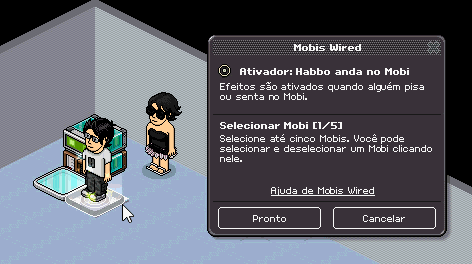 Mobis Wired
Ativador: Habbo anda no Mobi
Efeitos são ativados quando alguém pisa
ou senta no Mobi.
Selecionar Mobi [1/5]
Selecione até cinco Mobis. Você pode
selecionar e deselecionar um Mobi clicando
nele.
Ajuda de Mobis Wired
Pronto
Cancelar